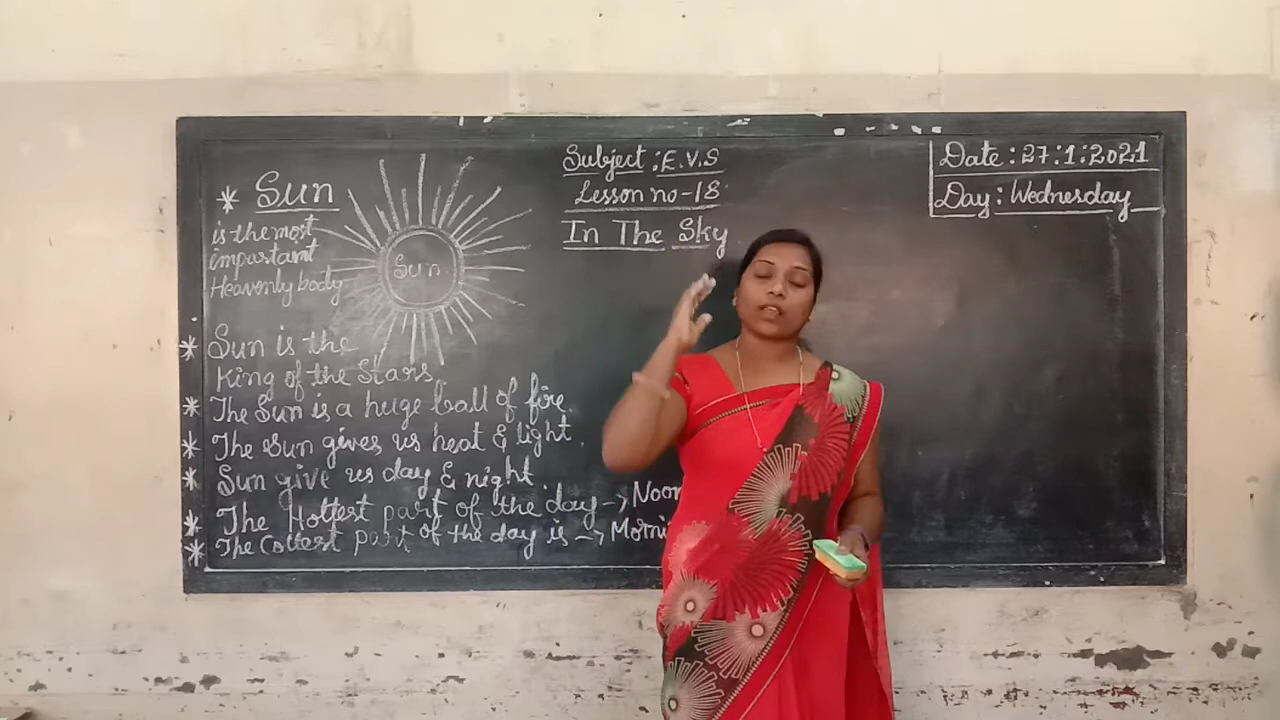 Subject : E.V.S
Lesson no-18
In The Sky
Date : 27:1:2021
Day : Wednesday
* Sun
is the most
important
Heavenly body
Sun
* Sun is the
King of the Stars
* The Sun is a huge ball of fire.
* The Sun gives us heat & light.
* Sun give us day & night.
* The Hottest part of the day → Noon
* The Coltest part of the day is → Morni